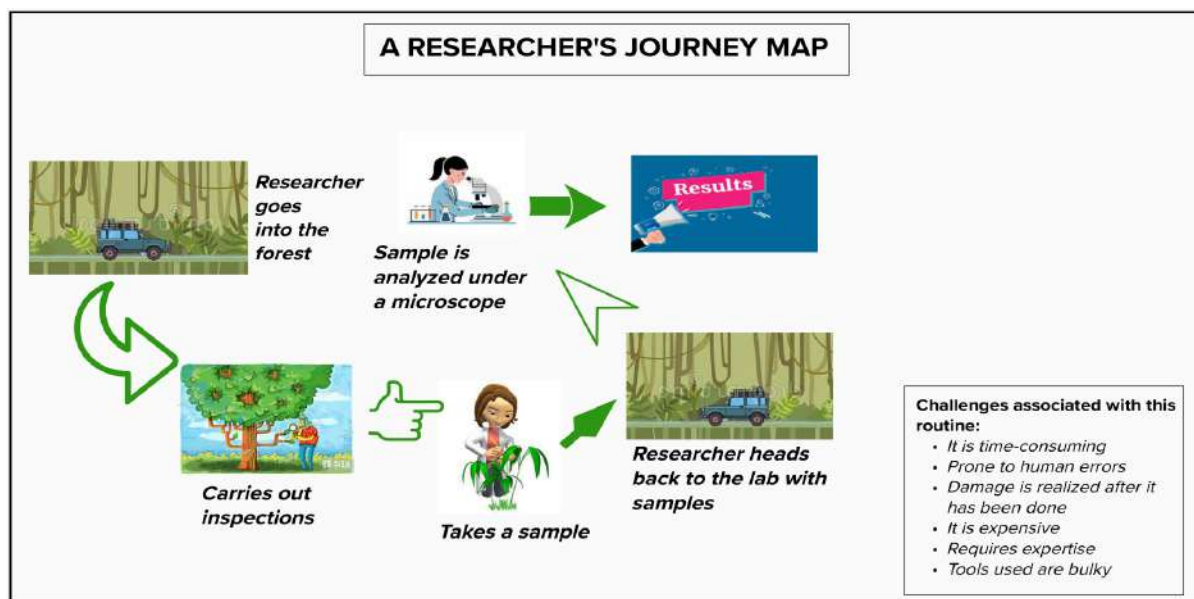 A RESEARCHER'S JOURNEY MAP
Researcher
goes
into the
forest
Carries out
inspections
Takes a sample
Researcher heads
back to the lab with
samples
Sample is
analyzed under
a microscope
Results
Challenges associated with this
routine:
• It is time-consuming
• Prone to human errors
• Damage is realized after it
has been done
• It is expensive
• Requires expertise
• Tools used are bulky